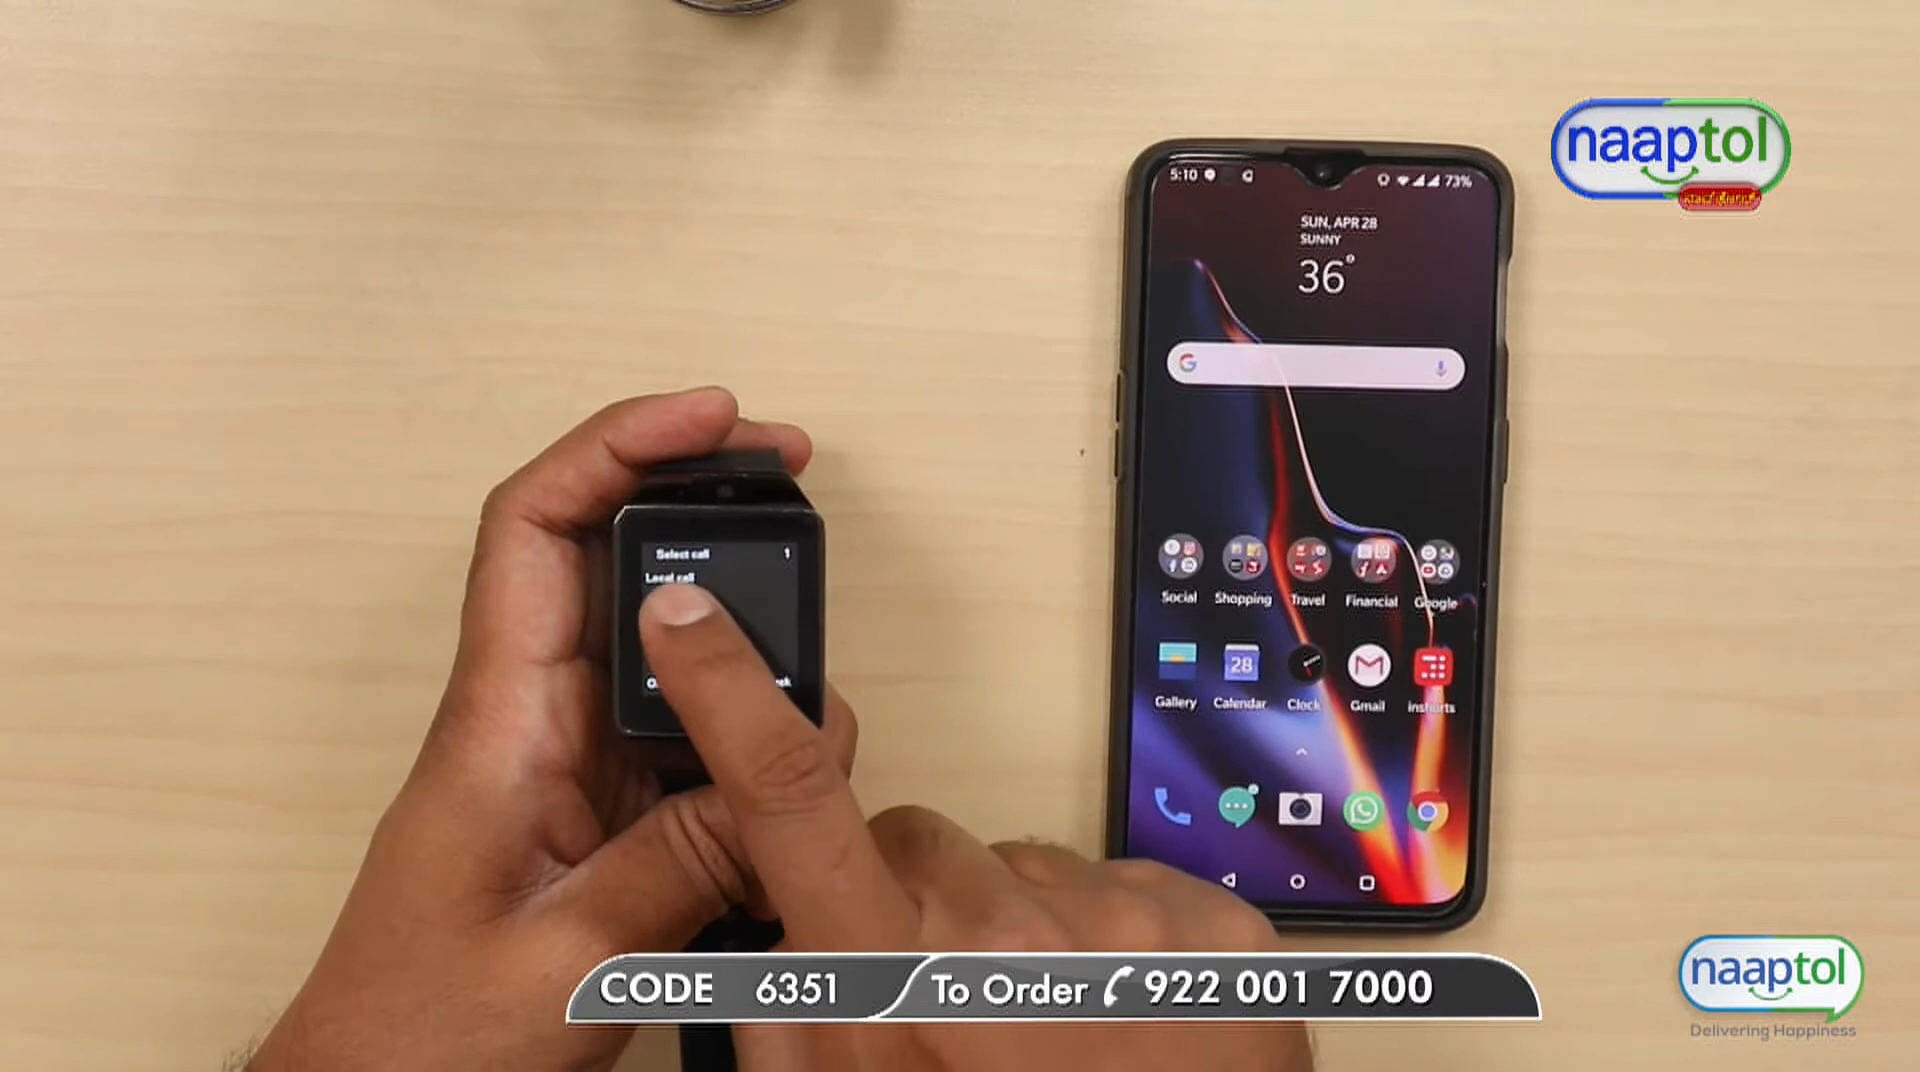 naaptol
5:10
73%
SUN, APR 28
SUNNY
36°
Select call 1
Local call
Social Shopping Travel Financial Google
28
Gallery Calendar Clock Gmail inshorts
CODE 6351 To Order 922 001 7000
naaptol
Delivering Happiness